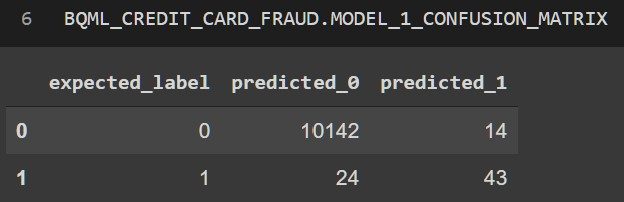 6 BQML_CREDIT_CARD_FRAUD.MODEL_1_CONFUSION_MATRIX
expected_label predicted_0 predicted_1
0 0 10142 14
1 1 24 43